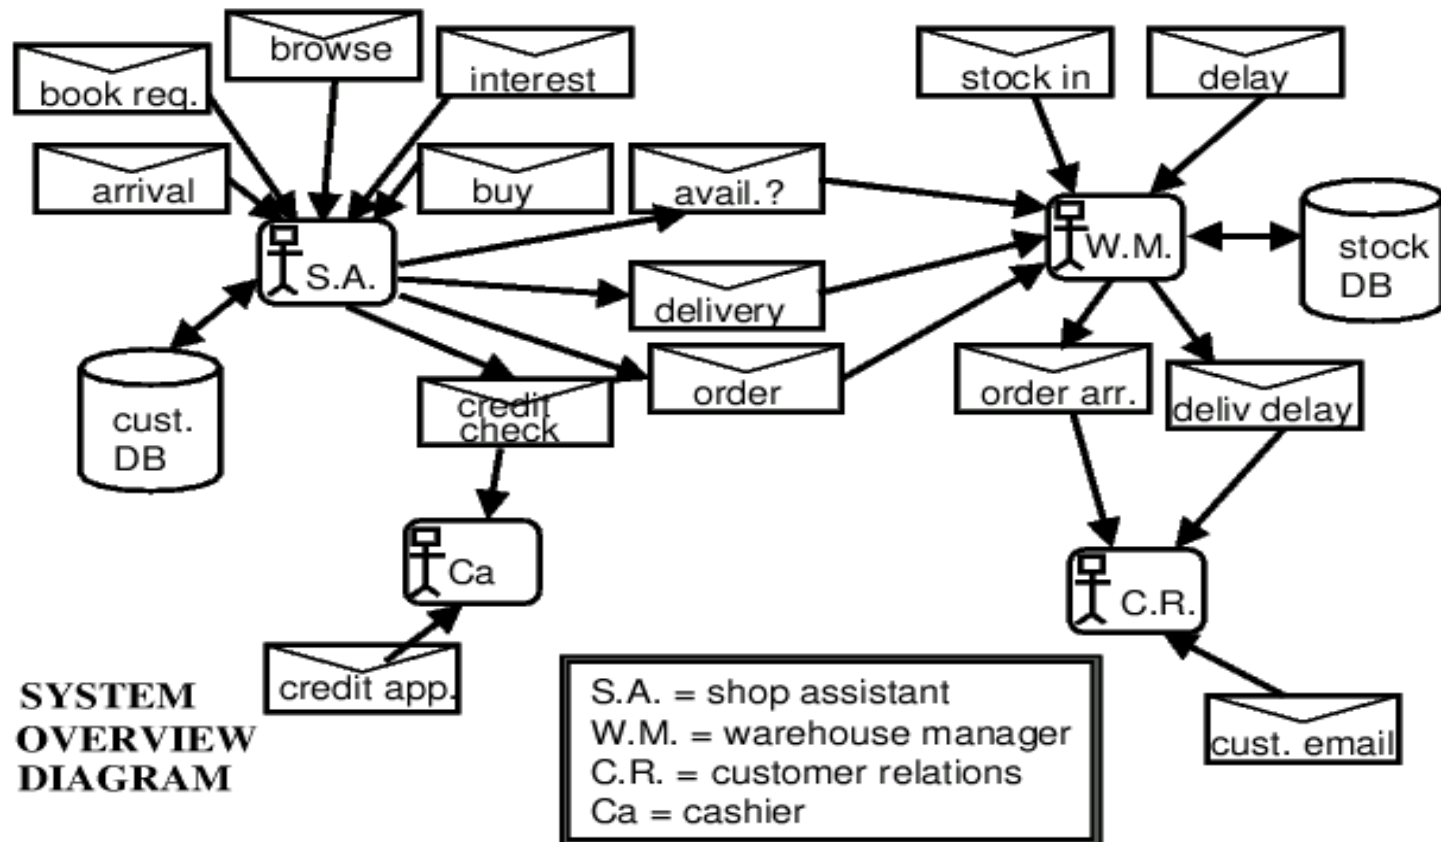 browse
book req.
interest
stock in
delay
arrival
buy
avail.?
S.A.
W.M.
stock
DB
delivery
order
order arr.
deliv delay
cust.
DB
credit
check
Ca
C.R.
credit app.
cust. email
SYSTEM
OVERVIEW
DIAGRAM
S.A. = shop assistant
W.M. = warehouse manager
C.R. = customer relations
Ca = cashier